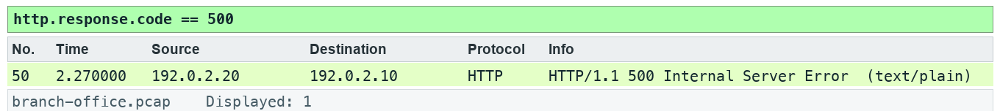 http.response.code == 500
No. Time Source Destination Protocol Info
50 2.270000 192.0.2.20 192.0.2.10 HTTP HTTP/1.1 500 Internal Server Error (text/plain)
branch-office.pcap Displayed: 1